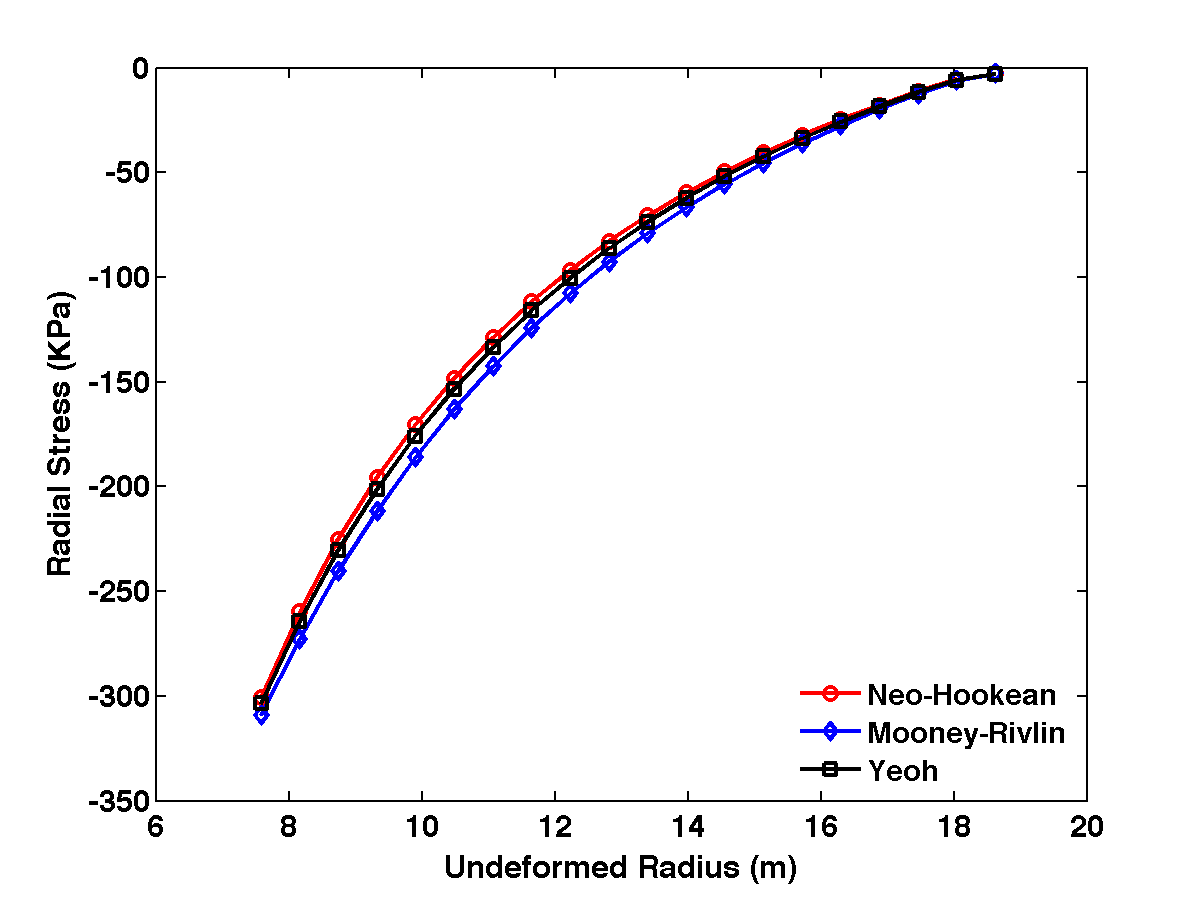 0
-50
-100
-150
-200
-250
-300
-350
Radial Stress (KPa)
6 8 10 12 14 16 18 20
Undeformed Radius (m)
Neo-Hookean
Mooney-Rivlin
Yeoh